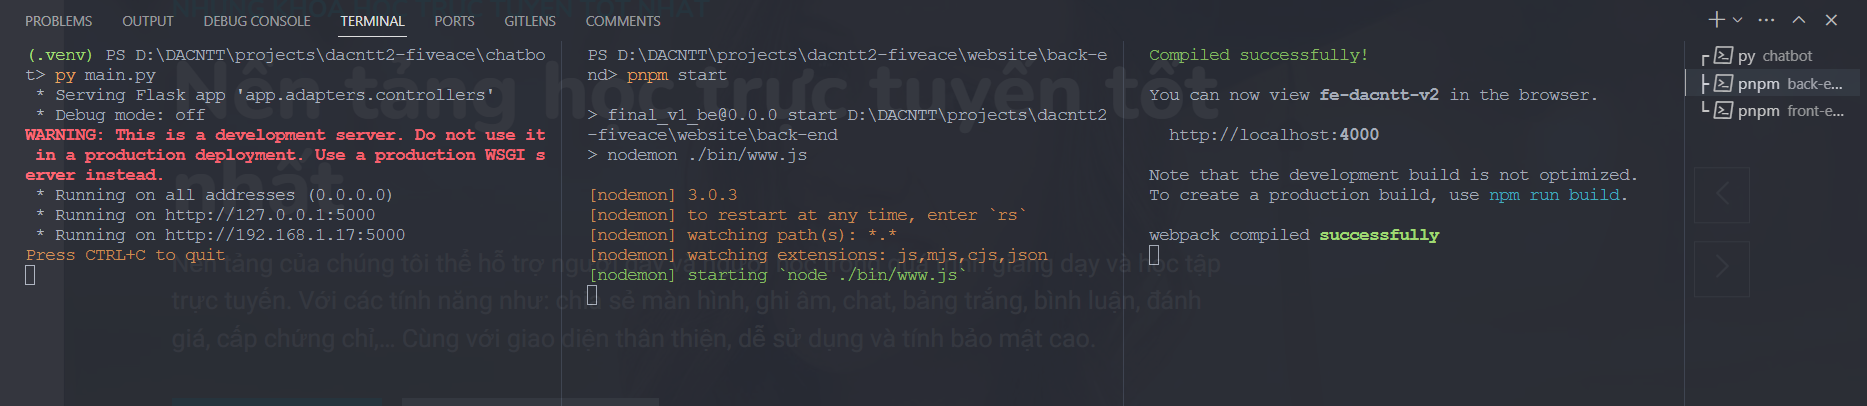 NHỮNG KHOÁ HỌC TRỰC TUYẾN TỐT NHẤT
PROBLEMS OUTPUT DEBUG CONSOLE TERMINAL PORTS GITLENS COMMENTS
(.venv) PS D:\DACNTT\projects\dacntt2-fiveace\chatbo
t> py main.py
* Serving Flask app 'app.adapters.controllers'
* Debug mode: off
WARNING: This is a development server. Do not use it
in a production deployment. Use a production WSGI s
erver instead.
* Running on all addresses (0.0.0.0)
* Running on http://127.0.0.1:5000
* Running on http://192.168.1.17:5000
Press CTRL+C to quit
PS D:\DACNTT\projects\dacntt2-fiveace\website\back-e
nd> pnpm start
> final_v1_be@0.0.0 start D:\DACNTT\projects\dacntt2
-fiveace\website\back-end
> nodemon ./bin/www.js
[nodemon] 3.0.3
[nodemon] to restart at any time, enter `rs`
[nodemon] watching path(s): *.*
[nodemon] watching extensions: js,mjs,cjs,json
[nodemon] starting `node ./bin/www.js`
Compiled successfully!
You can now view fe-dacntt-v2 in the browser.
http://localhost:4000
Note that the development build is not optimized.
To create a production build, use npm run build.
webpack compiled successfully
py chatbot
pnpm back-e...
pnpm front-e...
Nền tảng học trực tuyến tốt
nhất
Nền tảng của chúng tôi thể hỗ trợ giảng dạy và học tập
trực tuyến. Với các tính năng như: chia sẻ màn hình, ghi âm, chat, bảng trắng, bình luận, đánh
giá, cấp chứng chỉ,... Cùng với giao diện thân thiện, dễ sử dụng và tính bảo mật cao.